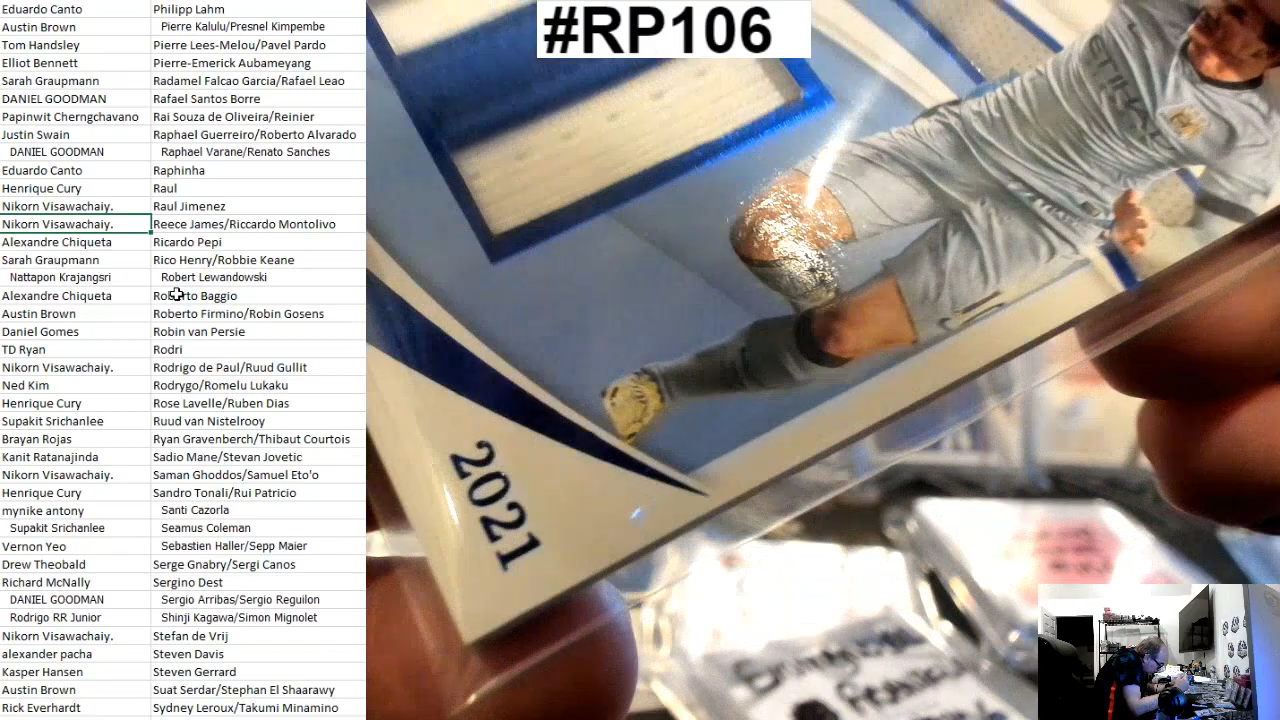 #RP106
Eduardo Canto Philipp Lahm
Austin Brown Pierre Kalulu/Presnel Kimpembe
Tom Handsley Pierre Lees-Melou/Pavel Pardo
Elliot Bennett Pierre-Emerick Aubameyang
Sarah Graupmann Radamel Falcao Garcia/Rafael Leao
DANIEL GOODMAN Rafael Santos Borre
Papinwit Cherngchavano Rai Souza de Oliveira/Reinier
Justin Swain Raphael Guerreiro/Roberto Alvarado
DANIEL GOODMAN Raphael Varane/Renato Sanches
Eduardo Canto Raphinha
Henrique Cury Raul
Nikorn Visawachaiy. Raul Jimenez
Nikorn Visawachaiy. Reece James/Riccardo Montolivo
Alexandre Chiqueta Ricardo Pepi
Sarah Graupmann Rico Henry/Robbie Keane
Nattapon Krajangsri Robert Lewandowski
Alexandre Chiqueta Roberto Baggio
Austin Brown Roberto Firmino/Robin Gosens
Daniel Gomes Robin van Persie
TD Ryan Rodri
Nikorn Visawachaiy. Rodrigo de Paul/Ruud Gullit
Ned Kim Rodrygo/Romelu Lukaku
Henrique Cury Rose Lavelle/Ruben Dias
Supakit Srichanlee Ruud van Nistelrooy
Brayan Rojas Ryan Gravenberch/Thibaut Courtois
Kanit Ratanajinda Sadio Mane/Stevan Jovetic
Nikorn Visawachaiy. Saman Ghoddos/Samuel Eto'o
Henrique Cury Sandro Tonali/Rui Patricio
mynike antony Santi Cazorla
Supakit Srichanlee Seamus Coleman
Vernon Yeo Sebastien Haller/Sepp Maier
Drew Theobald Serge Gnabry/Sergi Canos
Richard McNally Sergino Dest
DANIEL GOODMAN Sergio Arribas/Sergio Reguilon
Rodrigo RR Junior Shinji Kagawa/Simon Mignolet
Nikorn Visawachaiy. Stefan de Vrij
alexander pacha Steven Davis
Kasper Hansen Steven Gerrard
Austin Brown Suat Serdar/Stephan El Shaarawy
Rick Everhardt Sydney Leroux/Takumi Minamino
ETIHAD
2021